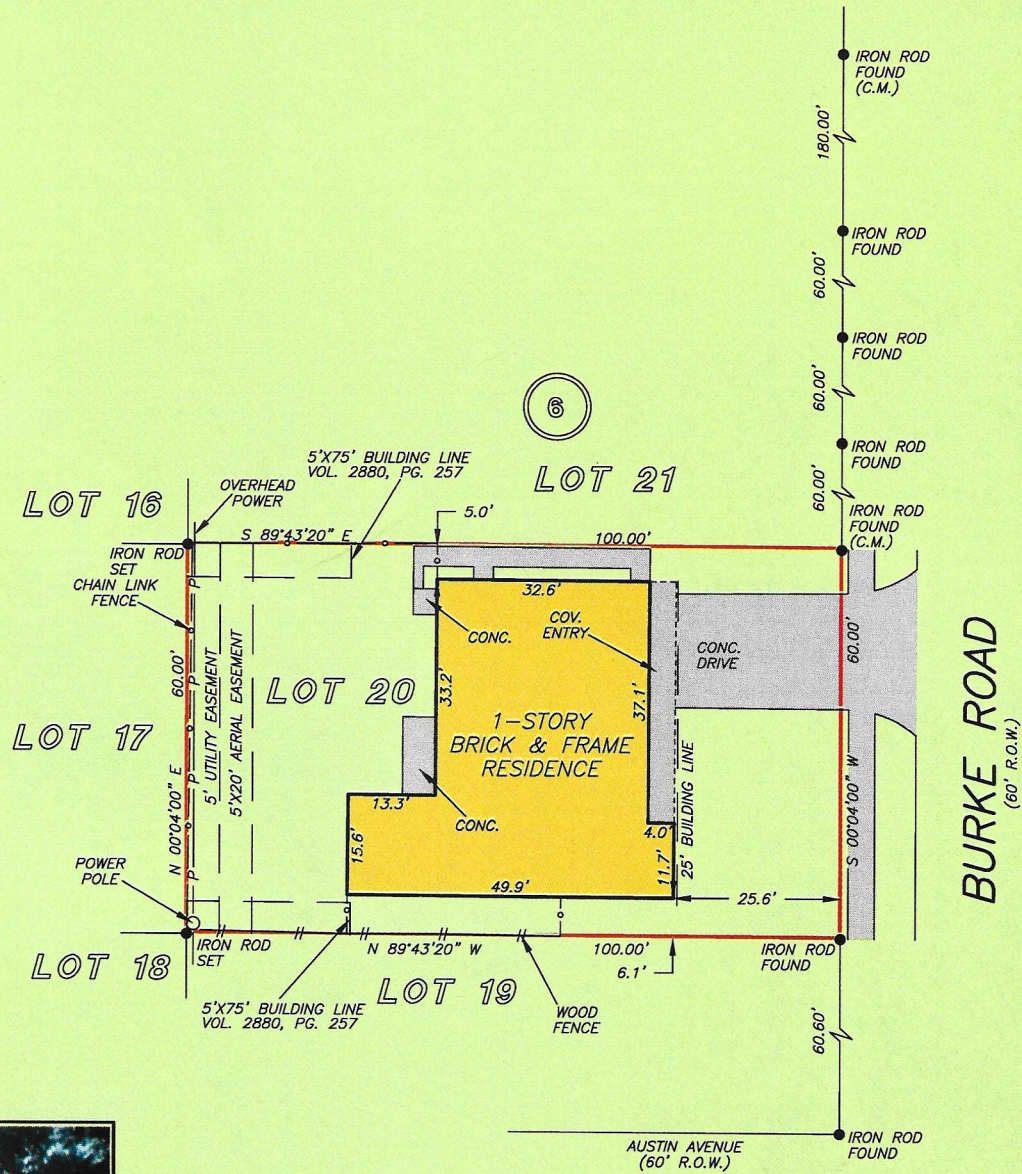 IRON ROD
FOUND
(C.M.)
180.00'
IRON ROD
FOUND
60.00'
IRON ROD
FOUND
60.00'
IRON ROD
FOUND
60.00'
IRON ROD
FOUND
(C.M.)
6
LOT 21
5'X75' BUILDING LINE
VOL. 2880, PG. 257
OVERHEAD
POWER
LOT 16
5.0'
S 89°43'20" E
100.00'
IRON ROD
SET
CHAIN LINK
FENCE
32.6'
CONC.
COV.
ENTRY
CONC.
DRIVE
60.00'
60.00'
5' UTILITY EASEMENT
5'X20' AERIAL EASEMENT
LOT 20
33.2'
37.1'
1-STORY
BRICK & FRAME
RESIDENCE
LOT 17
N 00°04'00" E
P
P
P
P
P
13.3'
CONC.
4.0'
15.6'
11.7'
25' BUILDING LINE
S 00°04'00" W
BURKE ROAD
(60' R.O.W.)
POWER
POLE
49.9'
25.6'
IRON ROD
SET
N 89°43'20" W
100.00'
IRON ROD
FOUND
6.1'
LOT 18
LOT 19
5'X75' BUILDING LINE
VOL. 2880, PG. 257
WOOD
FENCE
60.60'
AUSTIN AVENUE
(60' R.O.W.)
IRON ROD
FOUND